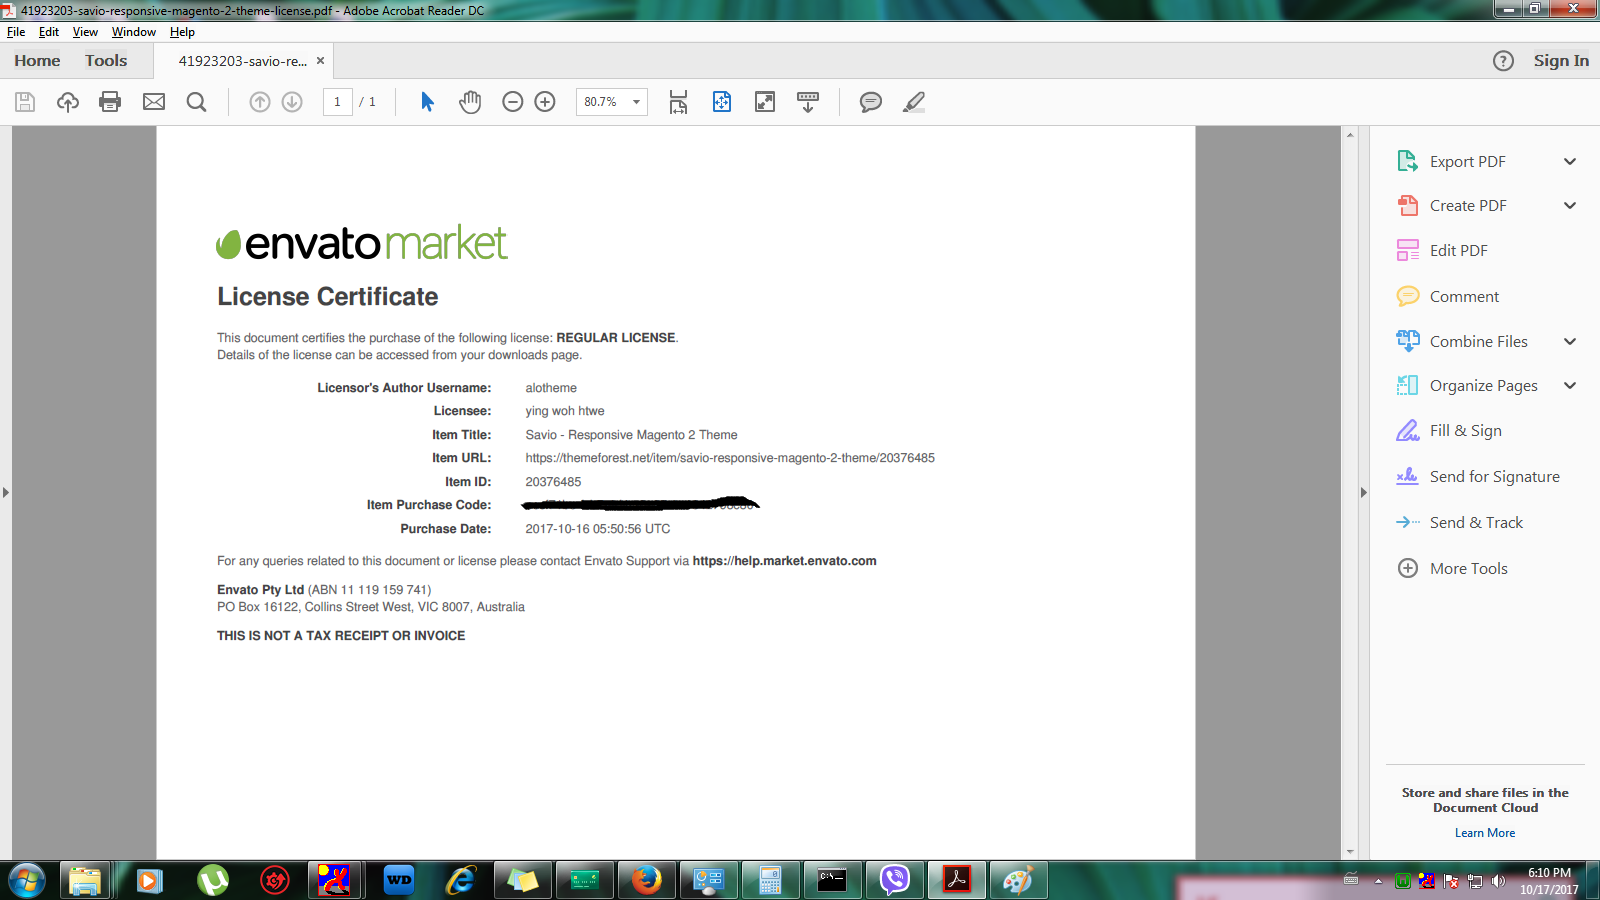 41923203-savio-responsive-magento-2-theme-license.pdf - Adobe Acrobat Reader DC
File Edit View Window Help
Home Tools 41923203-savio-re... × ? Sign In
1 / 1 80.7%
envato market
License Certificate
This document certifies the purchase of the following license: REGULAR LICENSE.
Details of the license can be accessed from your downloads page.
Licensor's Author Username: alotheme
Licensee: ying woh htwe
Item Title: Savio - Responsive Magento 2 Theme
Item URL: https://themeforest.net/item/savio-responsive-magento-2-theme/20376485
Item ID: 20376485
Item Purchase Code:
Purchase Date: 2017-10-16 05:50:56 UTC
For any queries related to this document or license please contact Envato Support via https://help.market.envato.com
Envato Pty Ltd (ABN 11 119 159 741)
PO Box 16122, Collins Street West, VIC 8007, Australia
THIS IS NOT A TAX RECEIPT OR INVOICE
Export PDF
Create PDF
Edit PDF
Comment
Combine Files
Organize Pages
Fill & Sign
Send for Signature
Send & Track
More Tools
Store and share files in the
Document Cloud
Learn More
WD
C:\
6:10 PM
10/17/2017